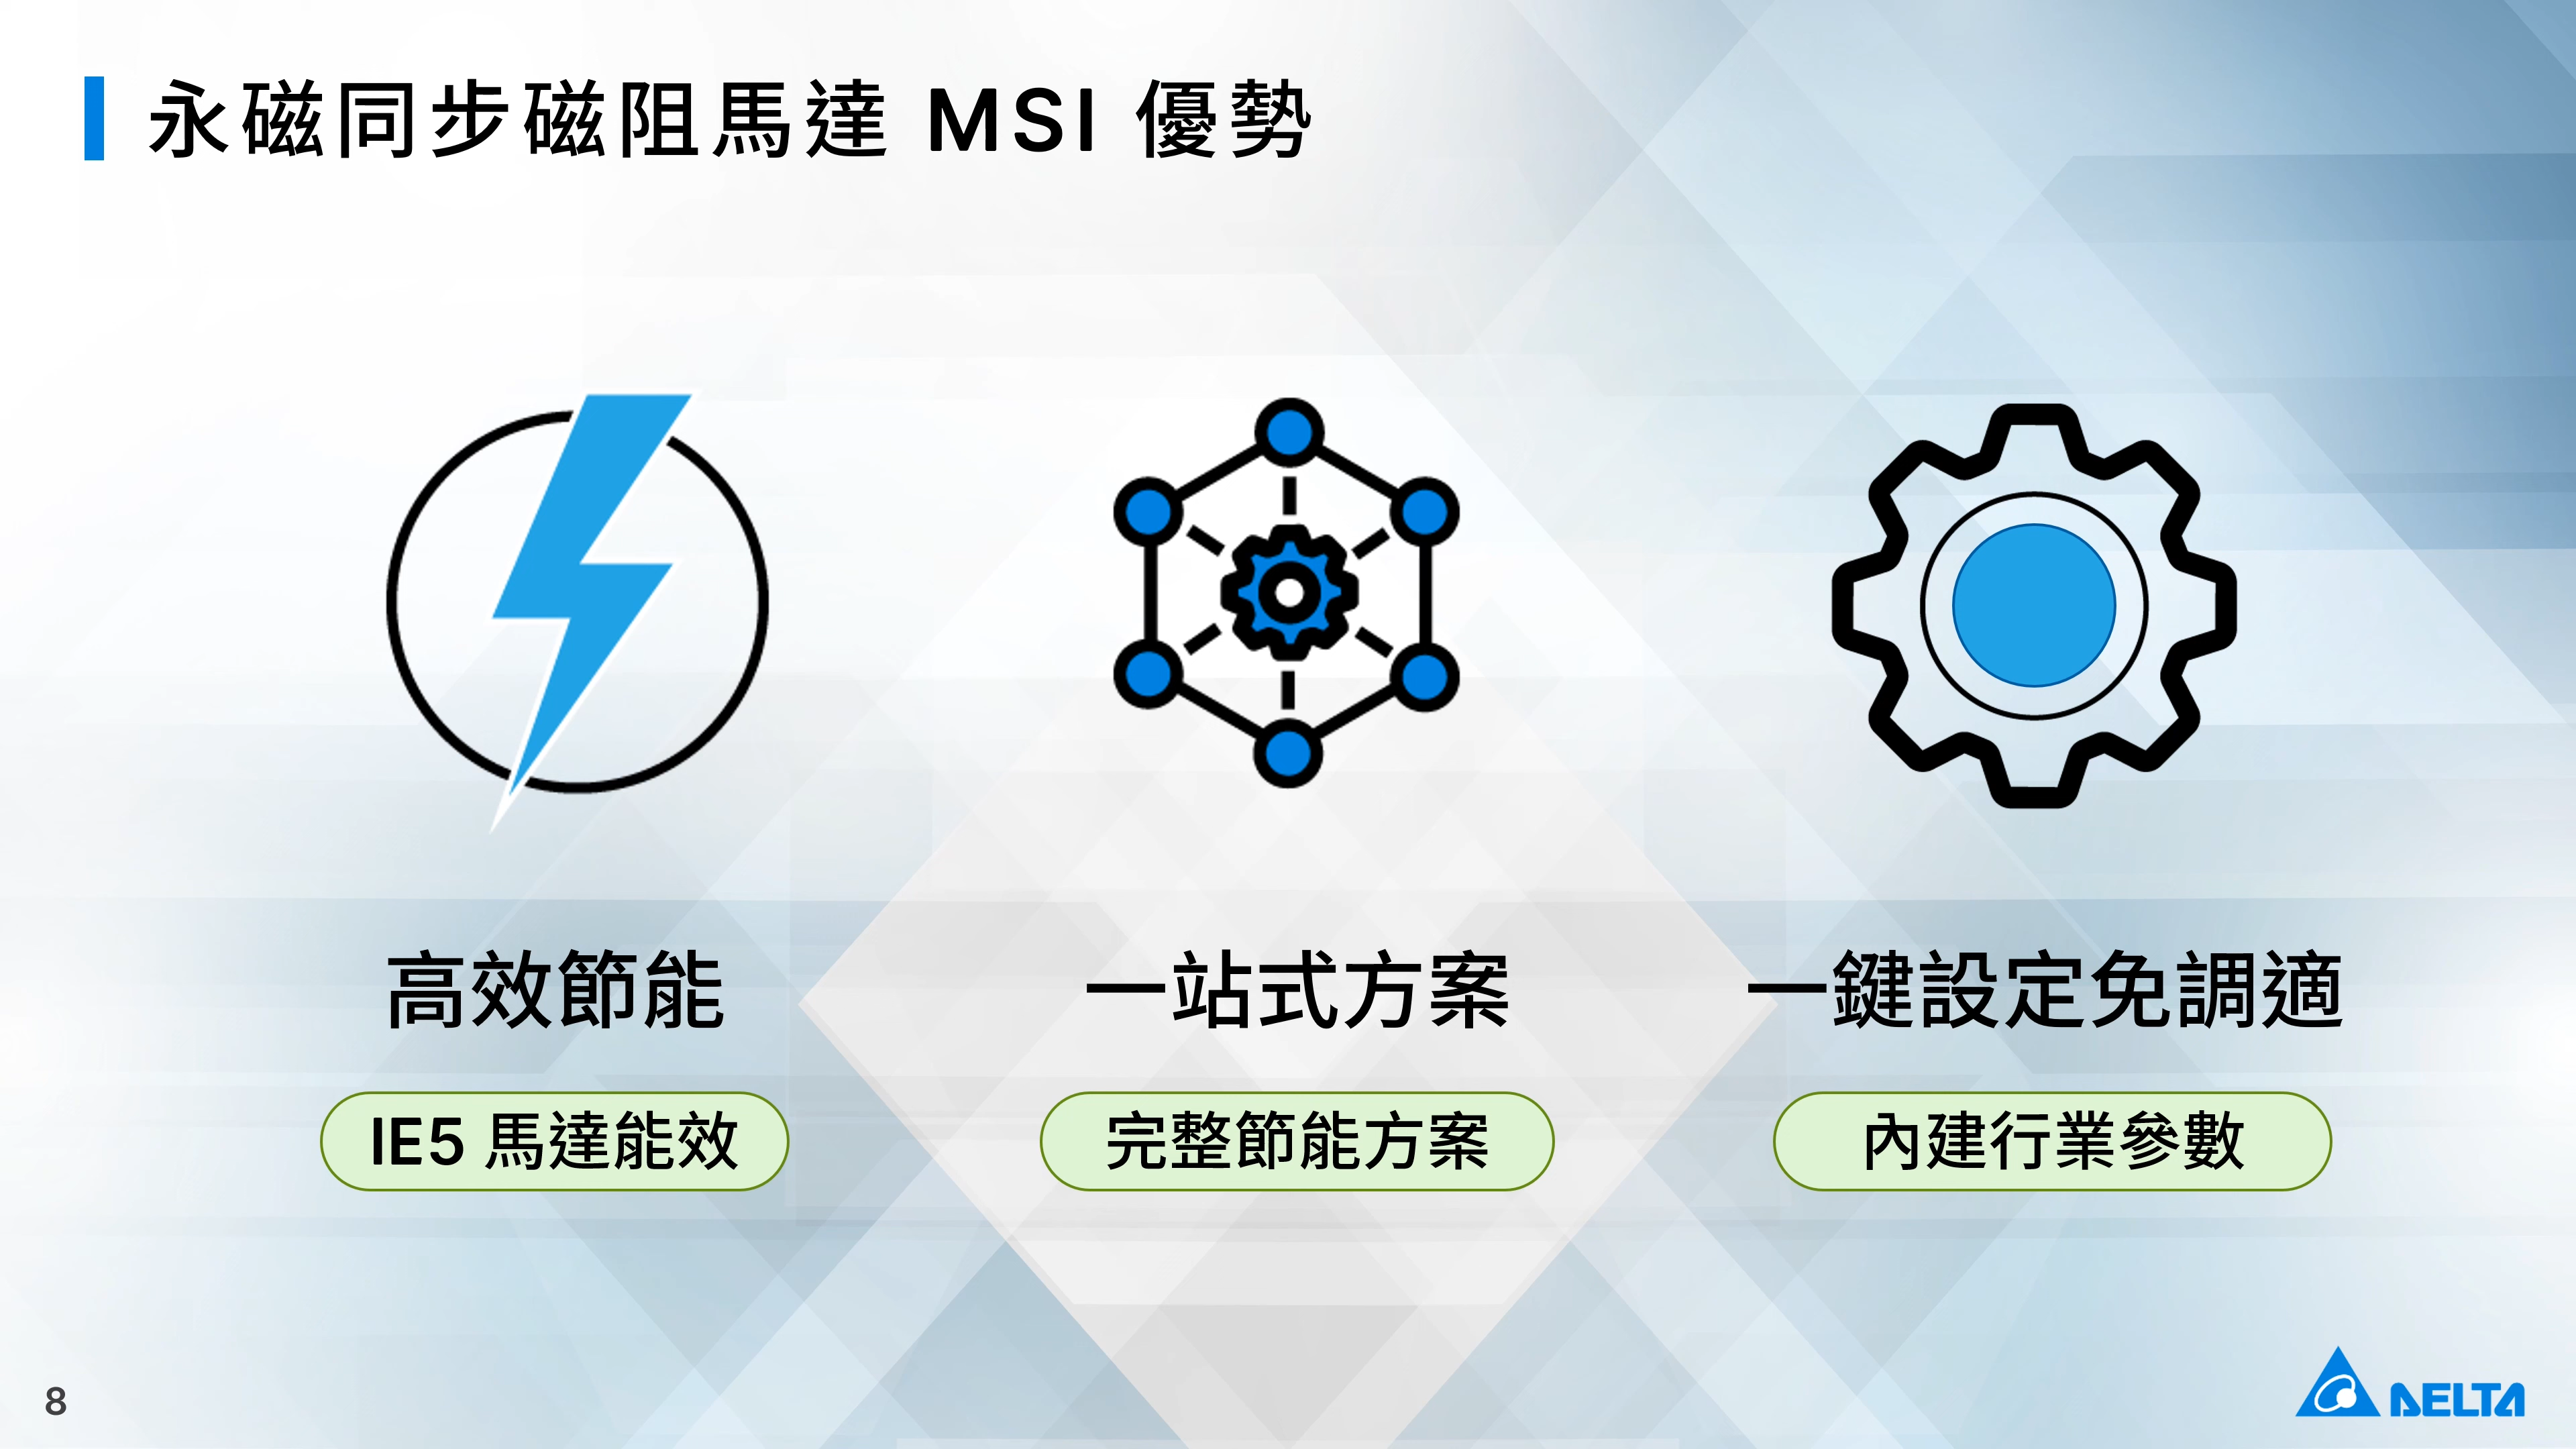 永磁同步磁阻馬達 MSI 優勢
高效節能
一站式方案
一鍵設定免調適
IE5 馬達能效
完整節能方案
內建行業參數
8
DELTA